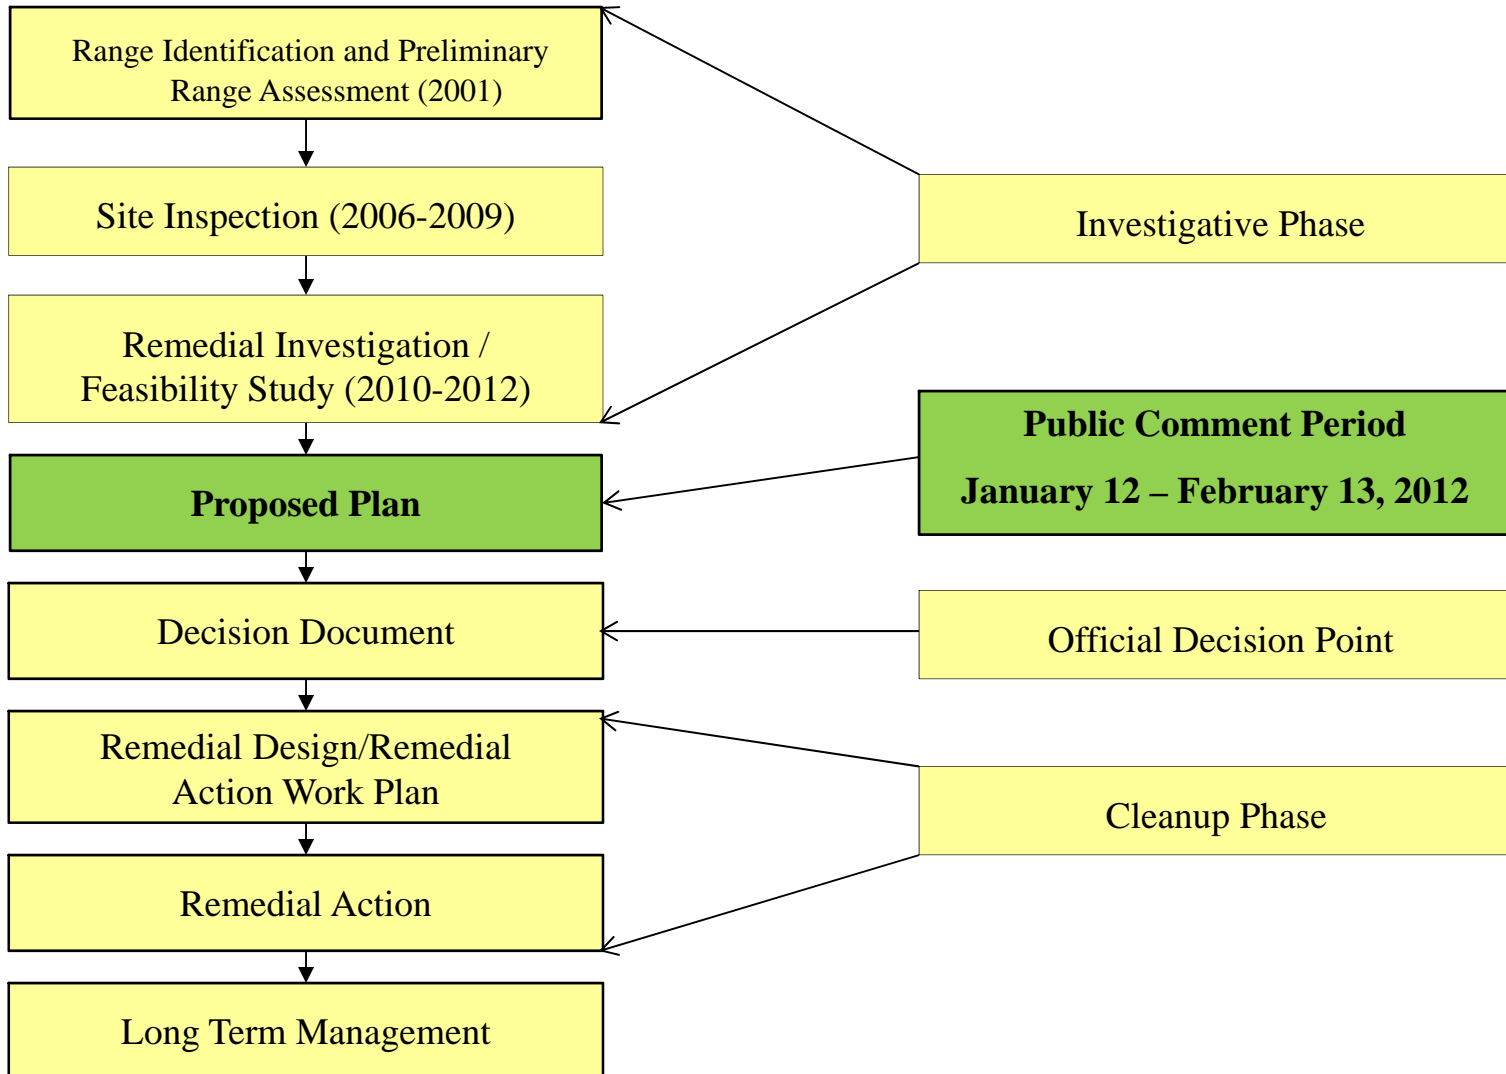 Range Identification and Preliminary
Range Assessment (2001)
Site Inspection (2006-2009)
Investigative Phase
Remedial Investigation /
Feasibility Study (2010-2012)
Public Comment Period
January 12 – February 13, 2012
Proposed Plan
Decision Document
Official Decision Point
Remedial Design/Remedial
Action Work Plan
Cleanup Phase
Remedial Action
Long Term Management